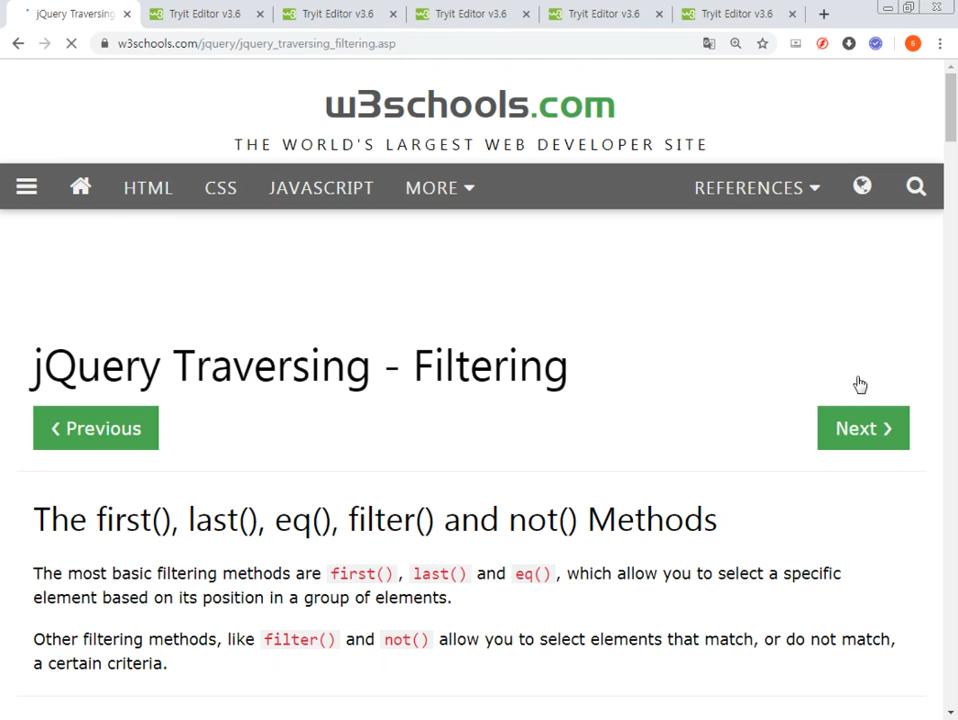 jQuery Traversing
Tryit Editor v3.6
Tryit Editor v3.6
Tryit Editor v3.6
Tryit Editor v3.6
Tryit Editor v3.6
w3schools.com/jquery/jquery_traversing_filtering.asp
s
w3schools.com
THE WORLD'S LARGEST WEB DEVELOPER SITE
HTML CSS JAVASCRIPT MORE REFERENCES
jQuery Traversing - Filtering
❮ Previous
Next ❯
The first(), last(), eq(), filter() and not() Methods
The most basic filtering methods are first(), last() and eq(), which allow you to select a specific
element based on its position in a group of elements.
Other filtering methods, like filter() and not() allow you to select elements that match, or do not match,
a certain criteria.